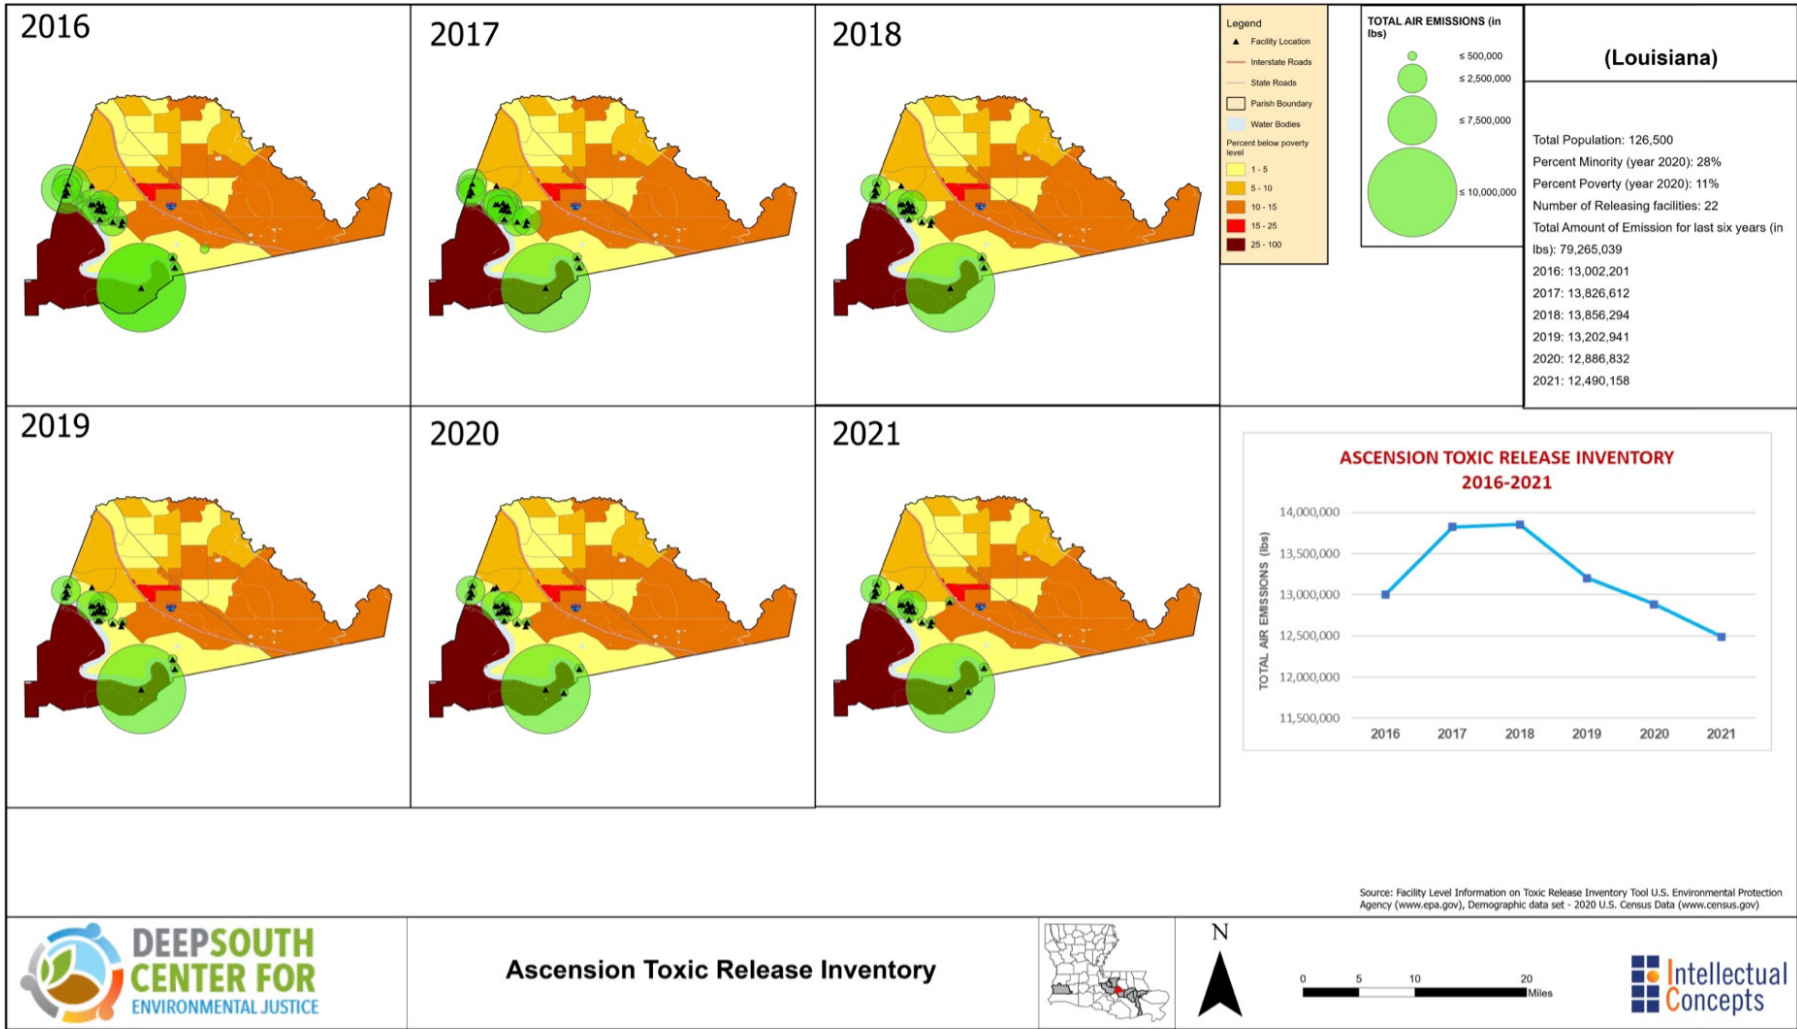 2016
2017
2018
Legend
Facility Location
Interstate Roads
State Roads
Parish Boundary
Water Bodies
Percent below poverty
level
1 - 5
5 - 10
10 - 15
15 - 25
25 - 100
TOTAL AIR EMISSIONS (in
lbs)
≤ 500,000
≤ 2,500,000
≤ 7,500,000
≤ 10,000,000
(Louisiana)
Total Population: 126,500
Percent Minority (year 2020): 28%
Percent Poverty (year 2020): 11%
Number of Releasing facilities: 22
Total Amount of Emission for last six years (in
lbs): 79,265,039
2016: 13,002,201
2017: 13,826,612
2018: 13,856,294
2019: 13,202,941
2020: 12,886,832
2021: 12,490,158
2019
2020
2021
ASCENSION TOXIC RELEASE INVENTORY
2016-2021
TOTAL AIR EMISSIONS (lbs)
14,000,000
13,500,000
13,000,000
12,500,000
12,000,000
11,500,000
2016 2017 2018 2019 2020 2021
Source: Facility Level Information on Toxic Release Inventory Tool U.S. Environmental Protection
Agency (www.epa.gov), Demographic data set - 2020 U.S. Census Data (www.census.gov)
DEEPSOUTH
CENTER FOR
ENVIRONMENTAL JUSTICE
Ascension Toxic Release Inventory
N
0 5 10 20
Miles
Intellectual
Concepts